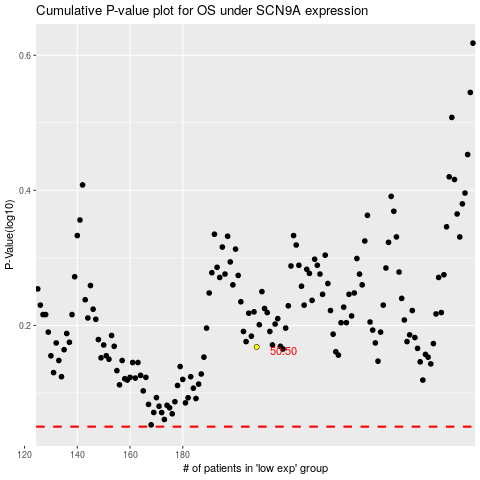 Cumulative P-value plot for OS under SCN9A expression
P-Value(log10)
0.6
0.4
0.2
50:50
120
140
160
180
# of patients in 'low exp' group